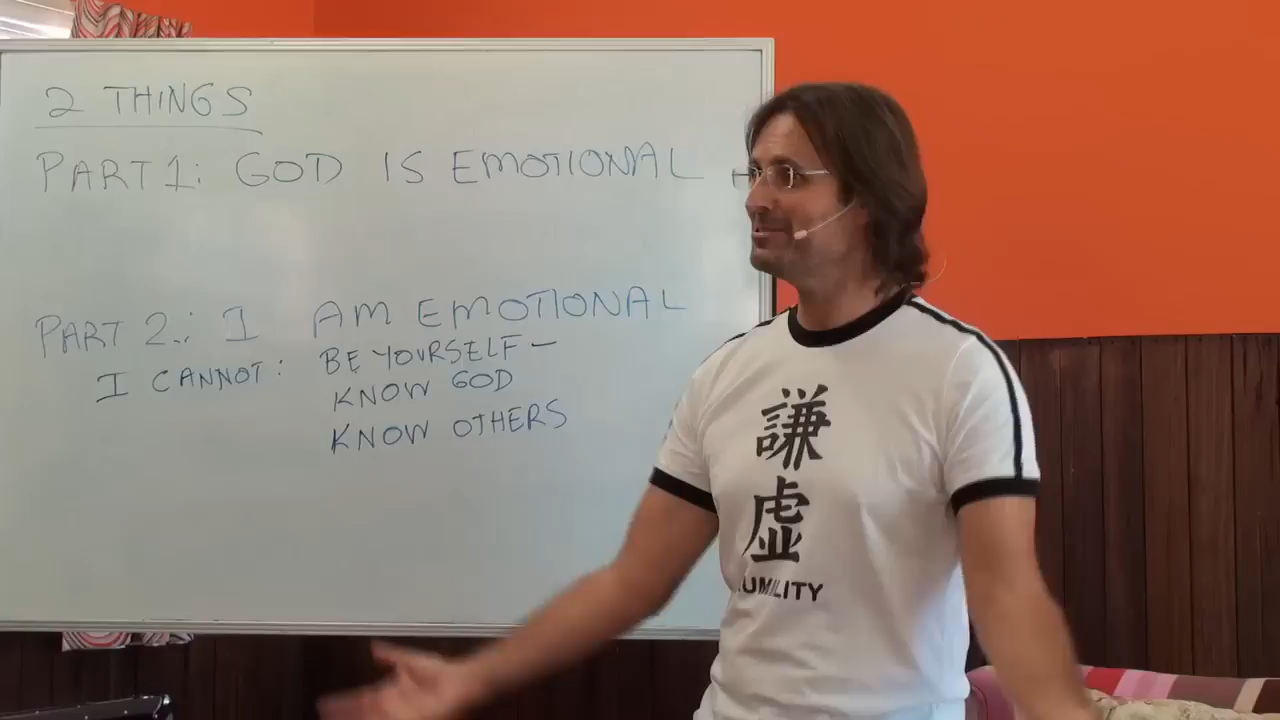 2 THINGS
PART 1: GOD IS EMOTIONAL
PART 2.: I AM EMOTIONAL
I CANNOT: BE YOURSELF –
KNOW GOD
KNOW OTHERS
謙
虚
UMILITY